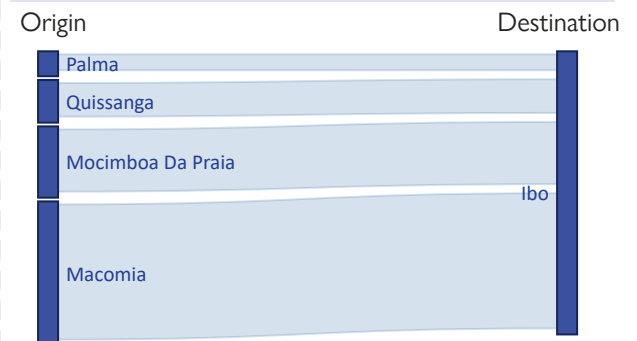 Origin Destination
Palma
Quissanga
Mocimboa Da Praia
Ibo
Macomia